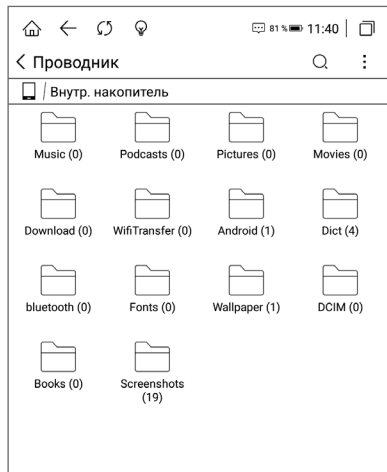 81 % 11:40
Проводник
Внутр. накопитель
Music (0) Podcasts (0) Pictures (0) Movies (0)
Download (0) WifiTransfer (0) Android (1) Dict (4)
bluetooth (0) Fonts (0) Wallpaper (1) DCIM (0)
Books (0) Screenshots
(19)